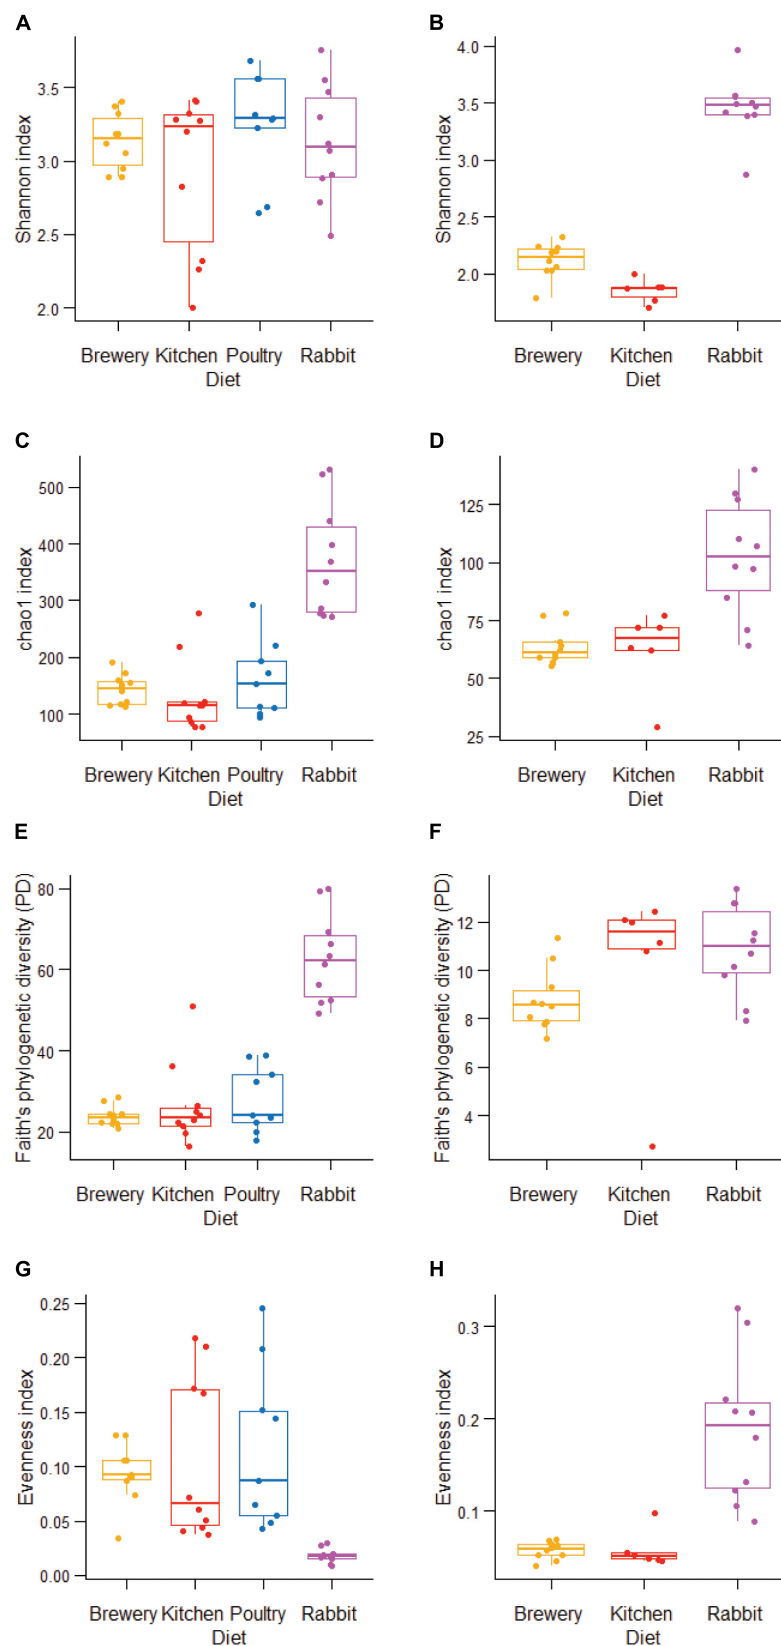 A
Shannon index
3.5
3.0
2.5
2.0
Brewery Kitchen Poultry Rabbit
Diet
B
Shannon index
4.0
3.5
3.0
2.5
2.0
Brewery Kitchen Rabbit
Diet
C
chao1 index
500
400
300
200
100
Brewery Kitchen Poultry Rabbit
Diet
D
chao1 index
125
100
75
50
25
Brewery Kitchen Rabbit
Diet
E
Faith's phylogenetic diversity (PD)
80
60
40
20
Brewery Kitchen Poultry Rabbit
Diet
F
Faith's phylogenetic diversity (PD)
12
10
8
6
4
Brewery Kitchen Rabbit
Diet
G
Evenness index
0.25
0.20
0.15
0.10
0.05
0.00
Brewery Kitchen Poultry Rabbit
Diet
H
Evenness index
0.3
0.2
0.1
Brewery Kitchen Rabbit
Diet